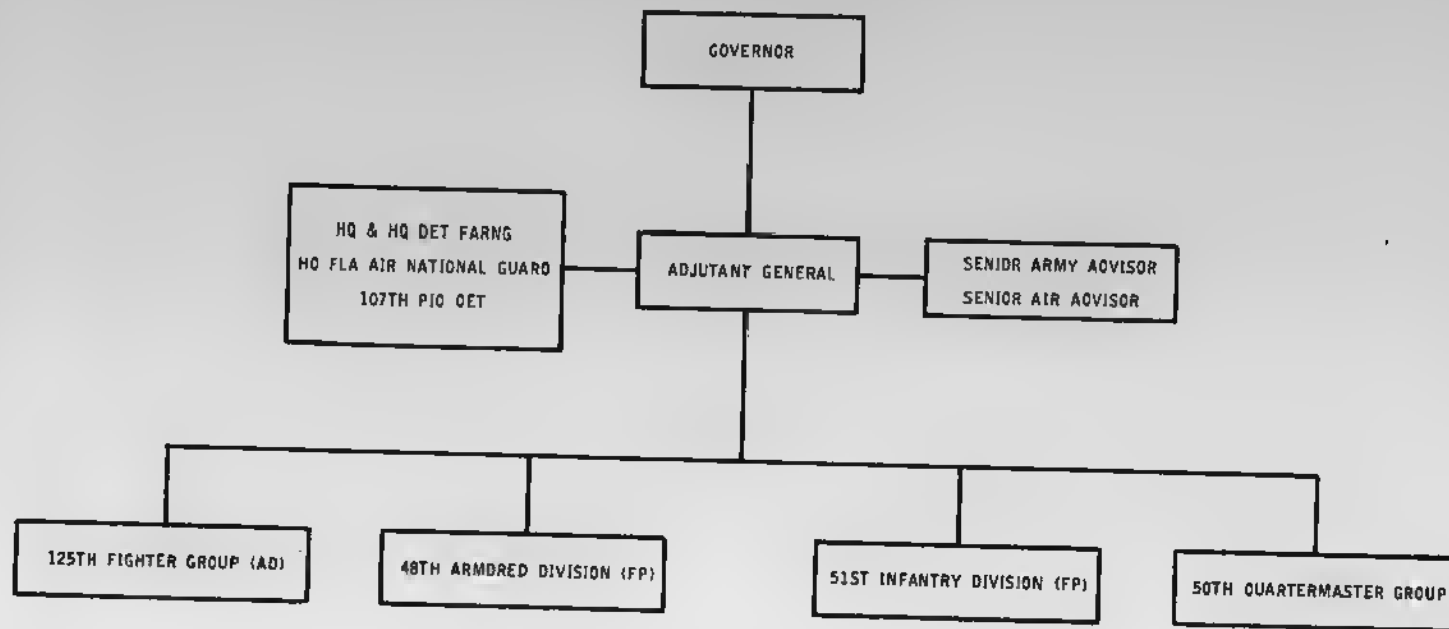 GOVERNOR
HQ & HQ DET FARNG
HQ FLA AIR NATIONAL GUARD
107TH PIO DET
ADJUTANT GENERAL
SENIOR ARMY ADVISOR
SENIOR AIR ADVISOR
125TH FIGHTER GROUP (AD)
48TH ARMORED DIVISION (FP)
51ST INFANTRY DIVISION (FP)
50TH QUARTERMASTER GROUP